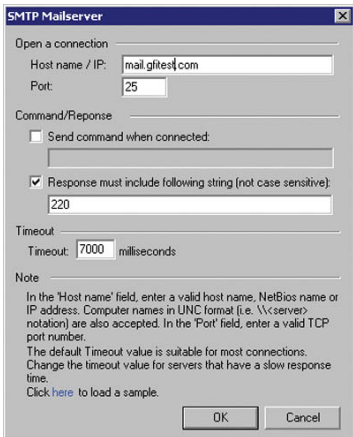 SMTP Mailserver
Open a connection
Host name / IP: mail.gfitest.com
Port: 25
Command/Reponse
Send command when connected:
Response must include following string (not case sensitive):
220
Timeout
Timeout: 7000 milliseconds
Note
In the 'Host name' field, enter a valid host name, NetBios name or
IP address. Computer names in UNC format (i.e. \\<server>
notation) are also accepted. In the 'Port' field, enter a valid TCP
port number.
The default Timeout value is suitable for most connections.
Change the timeout value for servers that have a slow response
time.
Click here to load a sample.
OK Cancel